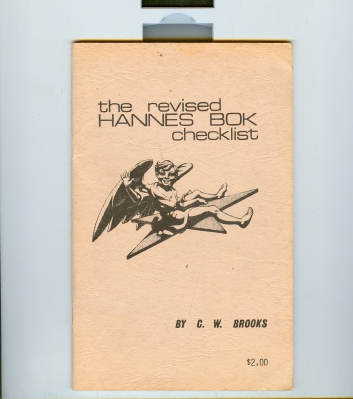 the revised
HANNES BOK
checklist
BY C. W. BROOKS
$2.00